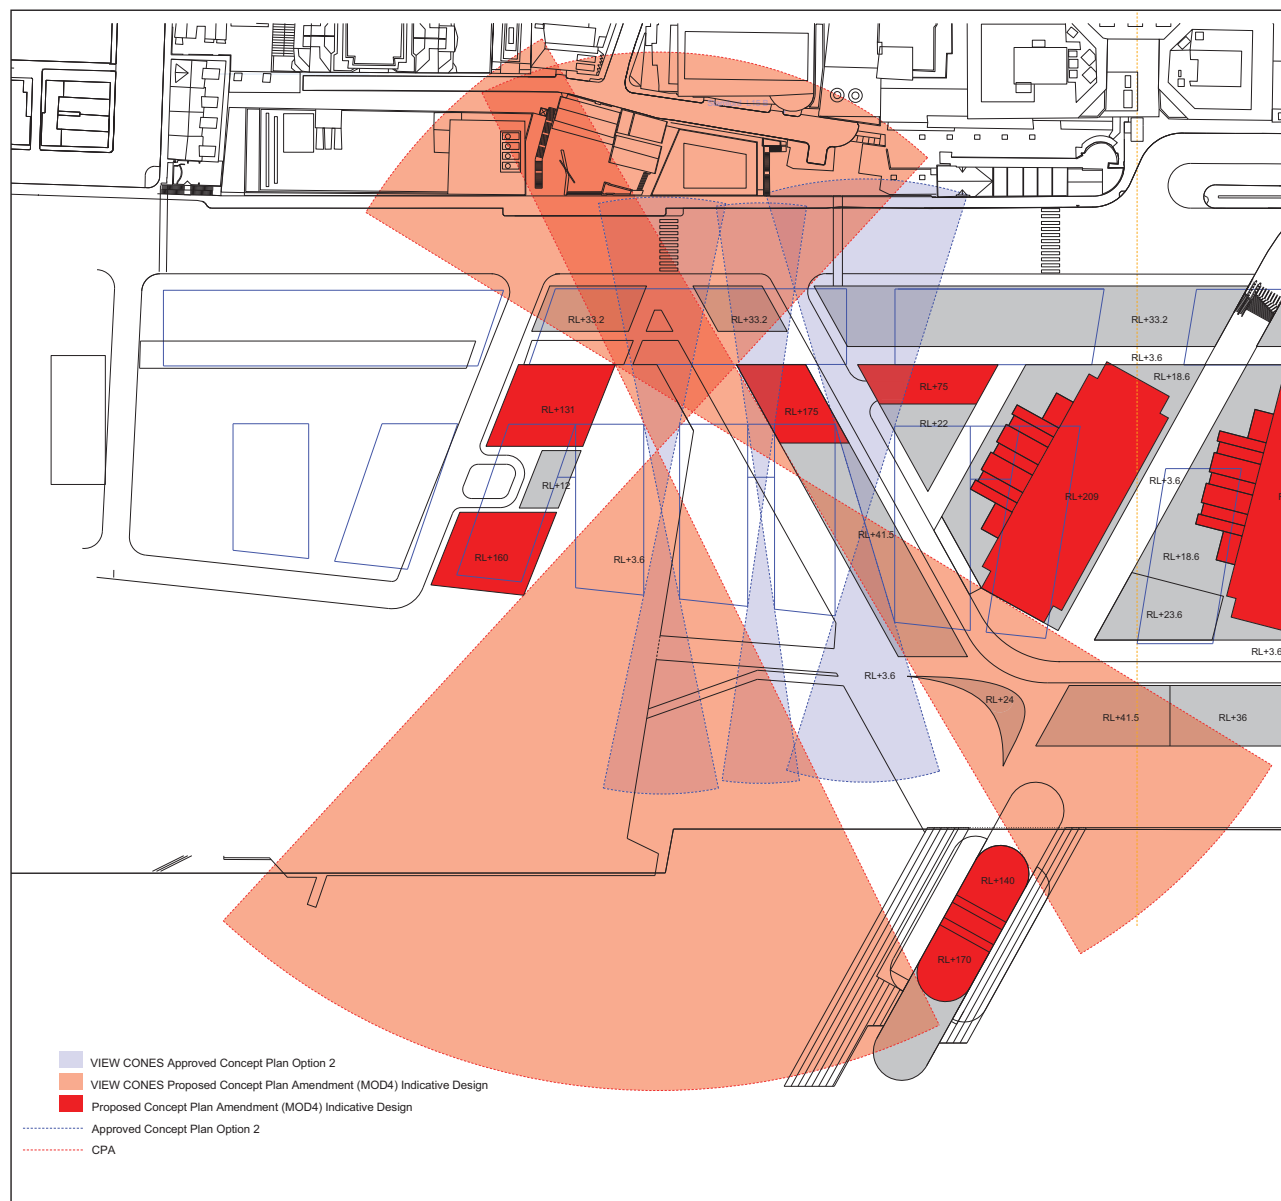 RL+33.2
RL+33.2
RL+33.2
RL+3.6
RL+18.6
RL+75
RL+131
RL+175
RL+22
RL+12
RL+3.6
RL+209
RL+41.5
RL+160
RL+3.6
RL+18.6
RL+23.6
RL+3.6
RL+3.6
RL+24
RL+41.5
RL+36
RL+140
RL+170
VIEW CONES Approved Concept Plan Option 2
VIEW CONES Proposed Concept Plan Amendment (MOD4) Indicative Design
Proposed Concept Plan Amendment (MOD4) Indicative Design
Approved Concept Plan Option 2
CPA